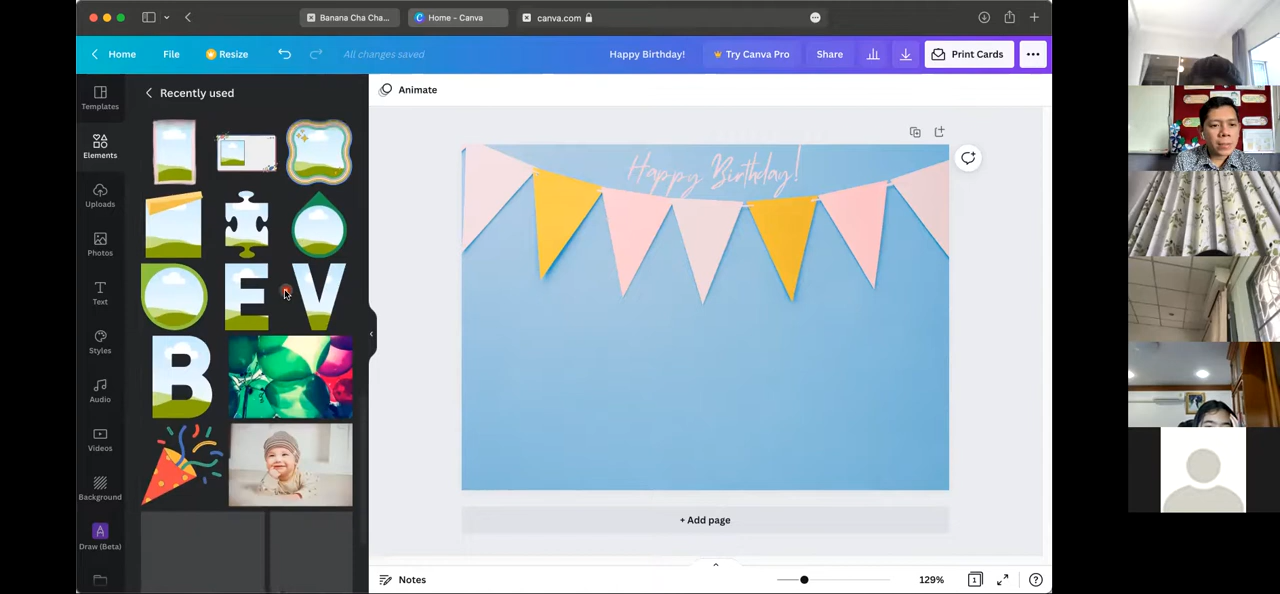 Banana Cha Cha...
Home - Canva
canva.com
Home
File
Resize
All changes saved
Happy Birthday!
Try Canva Pro
Share
Print Cards
Templates
Elements
Uploads
Photos
Text
Styles
Audio
Videos
Background
Draw (Beta)
Recently used
E V
B
Animate
Happy Birthday!
+ Add page
Notes
129%
1